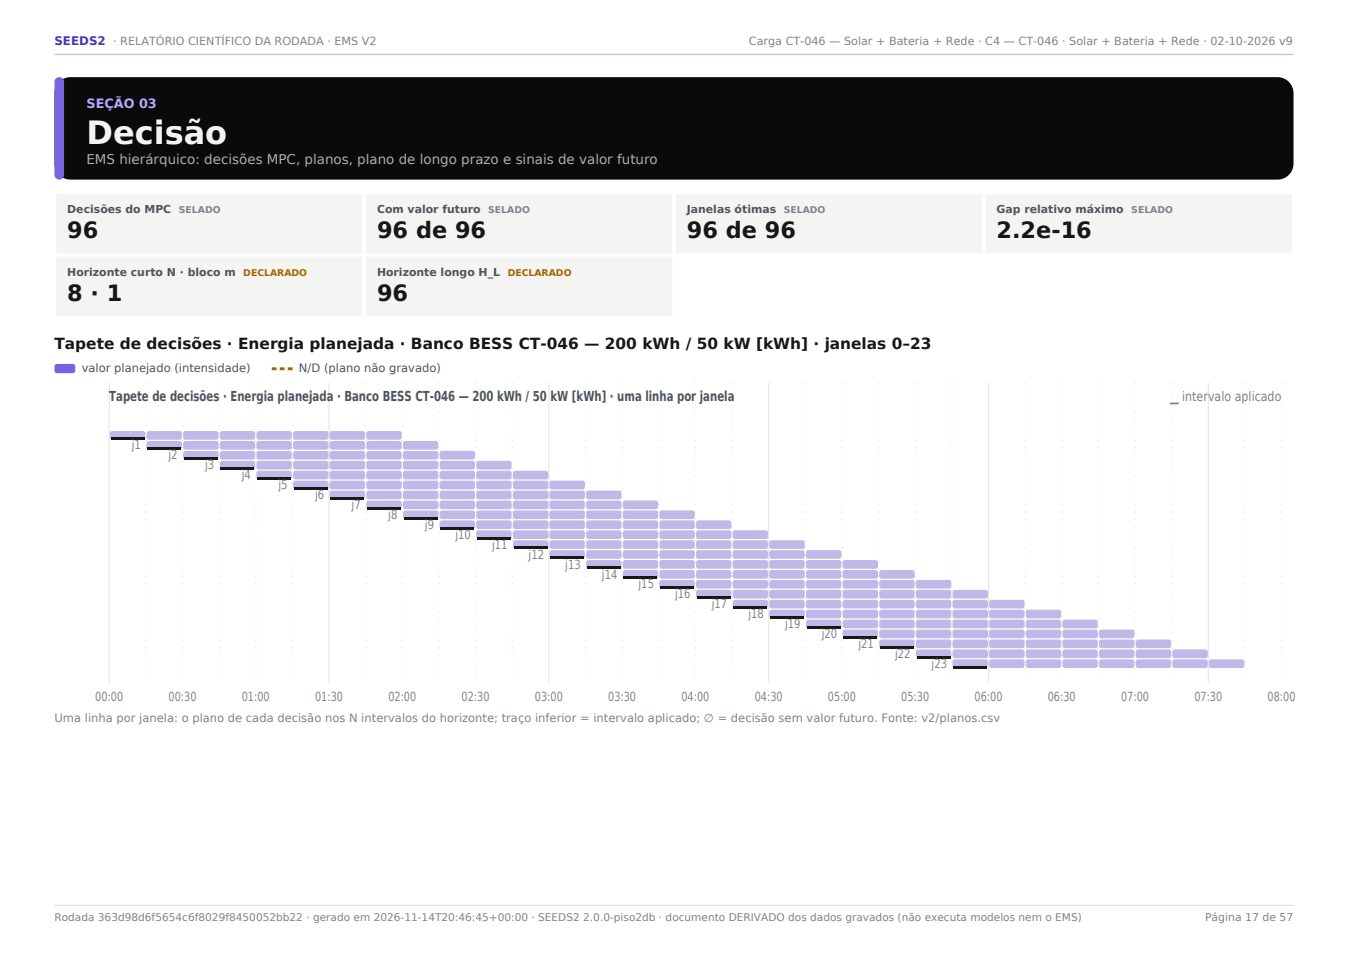 SEEDS2 · RELATÓRIO CIENTÍFICO DA RODADA · EMS V2
Carga CT-046 — Solar + Bateria + Rede · C4 — CT-046 · Solar + Bateria + Rede · 02-10-2026 v9
SEÇÃO 03
Decisão
EMS hierárquico: decisões MPC, planos, plano de longo prazo e sinais de valor futuro
Decisões do MPC SELADO
96
Com valor futuro SELADO
96 de 96
Janelas ótimas SELADO
96 de 96
Gap relativo máximo SELADO
2.2e-16
Horizonte curto N · bloco m DECLARADO
8 · 1
Horizonte longo H_L DECLARADO
96
Tapete de decisões · Energia planejada · Banco BESS CT-046 — 200 kWh / 50 kW [kWh] · janelas 0–23
valor planejado (intensidade) N/D (plano não gravado)
Tapete de decisões · Energia planejada · Banco BESS CT-046 — 200 kWh / 50 kW [kWh] · uma linha por janela
_ intervalo aplicado
j1
j2
j3
j4
j5
j6
j7
j8
j9
j10
j11
j12
j13
j14
j15
j16
j17
j18
j19
j20
j21
j22
j23
00:00 00:30 01:00 01:30 02:00 02:30 03:00 03:30 04:00 04:30 05:00 05:30 06:00 06:30 07:00 07:30 08:00
Uma linha por janela: o plano de cada decisão nos N intervalos do horizonte; traço inferior = intervalo aplicado; ∅ = decisão sem valor futuro. Fonte: v2/planos.csv
Rodada 363d98d6f5654c6f8029f8450052bb22 · gerado em 2026-11-14T20:46:45+00:00 · SEEDS2 2.0.0-piso2db · documento DERIVADO dos dados gravados (não executa modelos nem o EMS)
Página 17 de 57